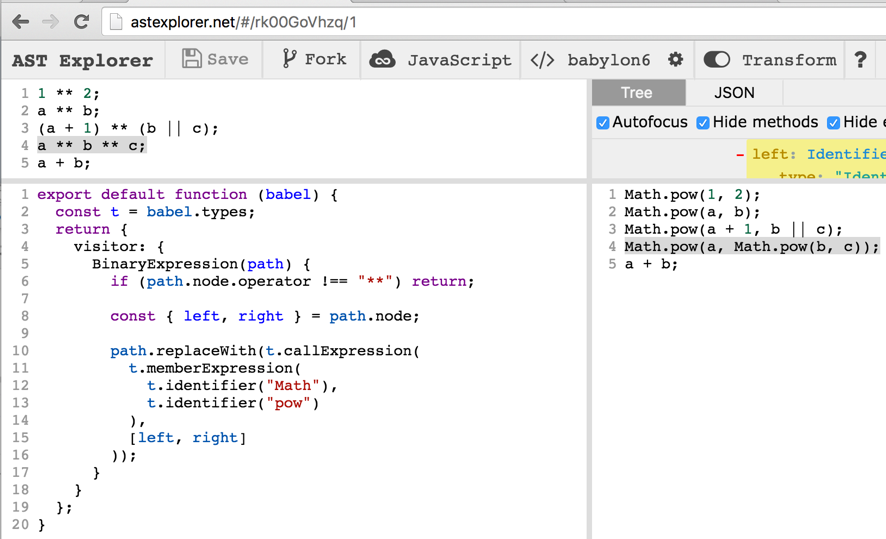 astexplorer.net/#/rk00GoVhzq/1
AST Explorer Save Fork JavaScript </> babylon6 Transform ?
1 1 ** 2;
2 a ** b;
3 (a + 1) ** (b || c);
4 a ** b ** c;
5 a + b;
Tree JSON
Autofocus Hide methods Hide
- left: Identifie
type: "Ident
1 export default function (babel) {
2 const t = babel.types;
3 return {
4 visitor: {
5 BinaryExpression(path) {
6 if (path.node.operator !== "**") return;
7
8 const { left, right } = path.node;
9
10 path.replaceWith(t.callExpression(
11 t.memberExpression(
12 t.identifier("Math"),
13 t.identifier("pow")
14 ),
15 [left, right]
16 ));
17 }
18 }
19 };
20 }
1 Math.pow(1, 2);
2 Math.pow(a, b);
3 Math.pow(a + 1, b || c);
4 Math.pow(a, Math.pow(b, c));
5 a + b;